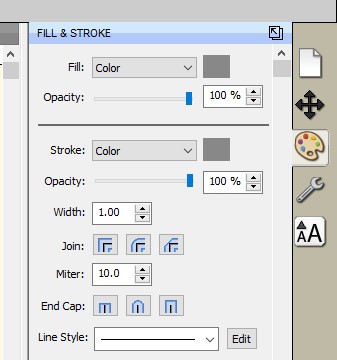 FILL & STROKE
Fill: Color
Opacity: 100 %
Stroke: Color
Opacity: 100 %
Width: 1.00
Join:
Miter: 10.0
End Cap:
Line Style: Edit
AA